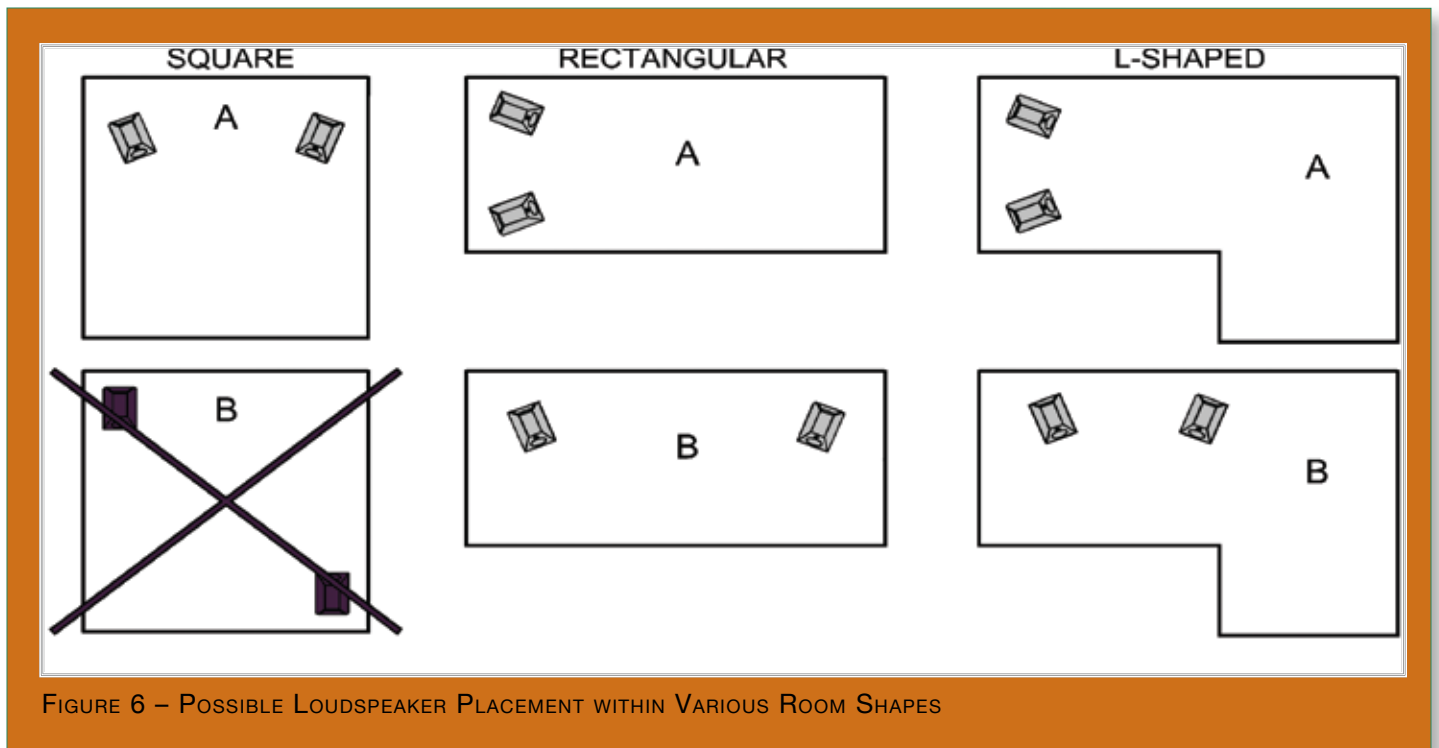 SQUARE RECTANGULAR L-SHAPED
A A A
B B B
FIGURE 6 – POSSIBLE LOUDSPEAKER PLACEMENT WITHIN VARIOUS ROOM SHAPES